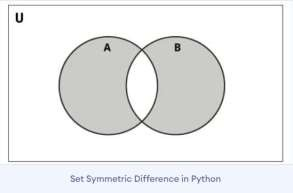 U
A B
Set Symmetric Difference in Python